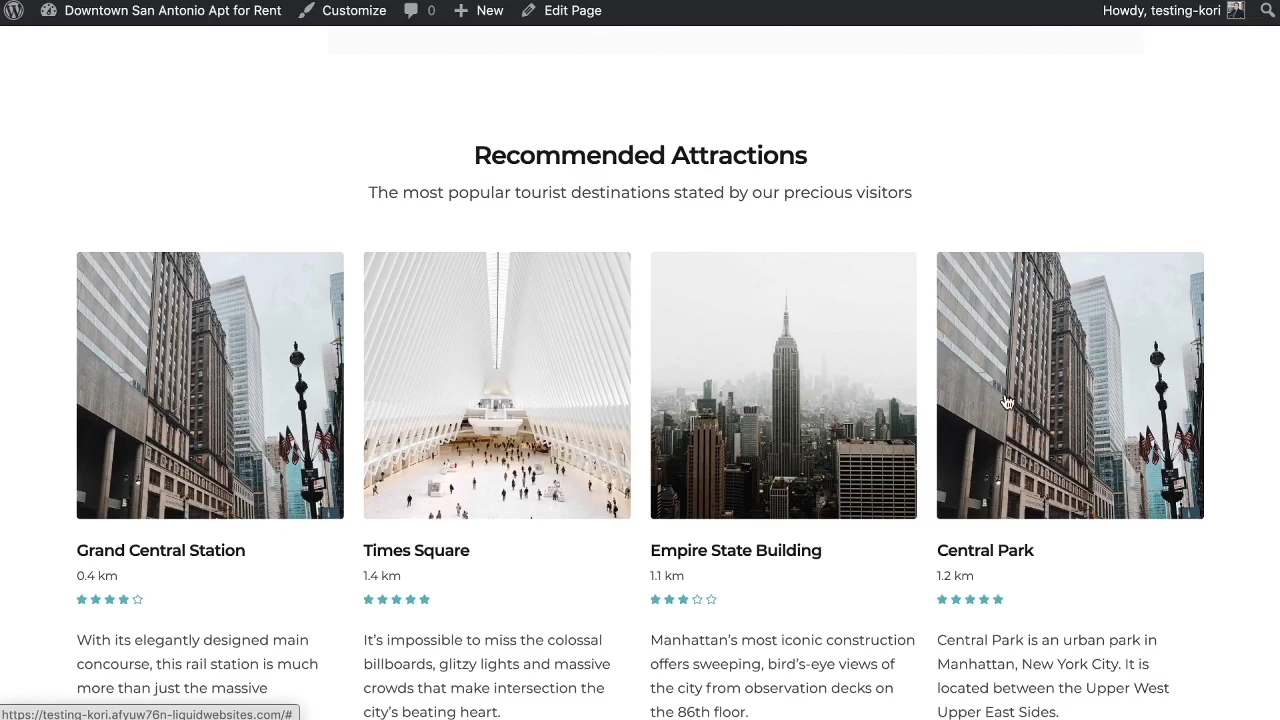 Downtown San Antonio Apt for Rent Customize 0 New Edit Page Howdy, testing-kori
Recommended Attractions
The most popular tourist destinations stated by our precious visitors
Grand Central Station
0.4 km
With its elegantly designed main
concourse, this rail station is much
more than just the massive
Times Square
1.4 km
It's impossible to miss the colossal
billboards, glitzy lights and massive
crowds that make intersection the
city's beating heart.
Empire State Building
1.1 km
Manhattan's most iconic construction
offers sweeping, bird's-eye views of
the city from observation decks on
the 86th floor.
Central Park
1.2 km
Central Park is an urban park in
Manhattan, New York City. It is
located between the Upper West
Upper East Sides.
https://testing-kori.afyuw76n-liquidwebsites.com/#